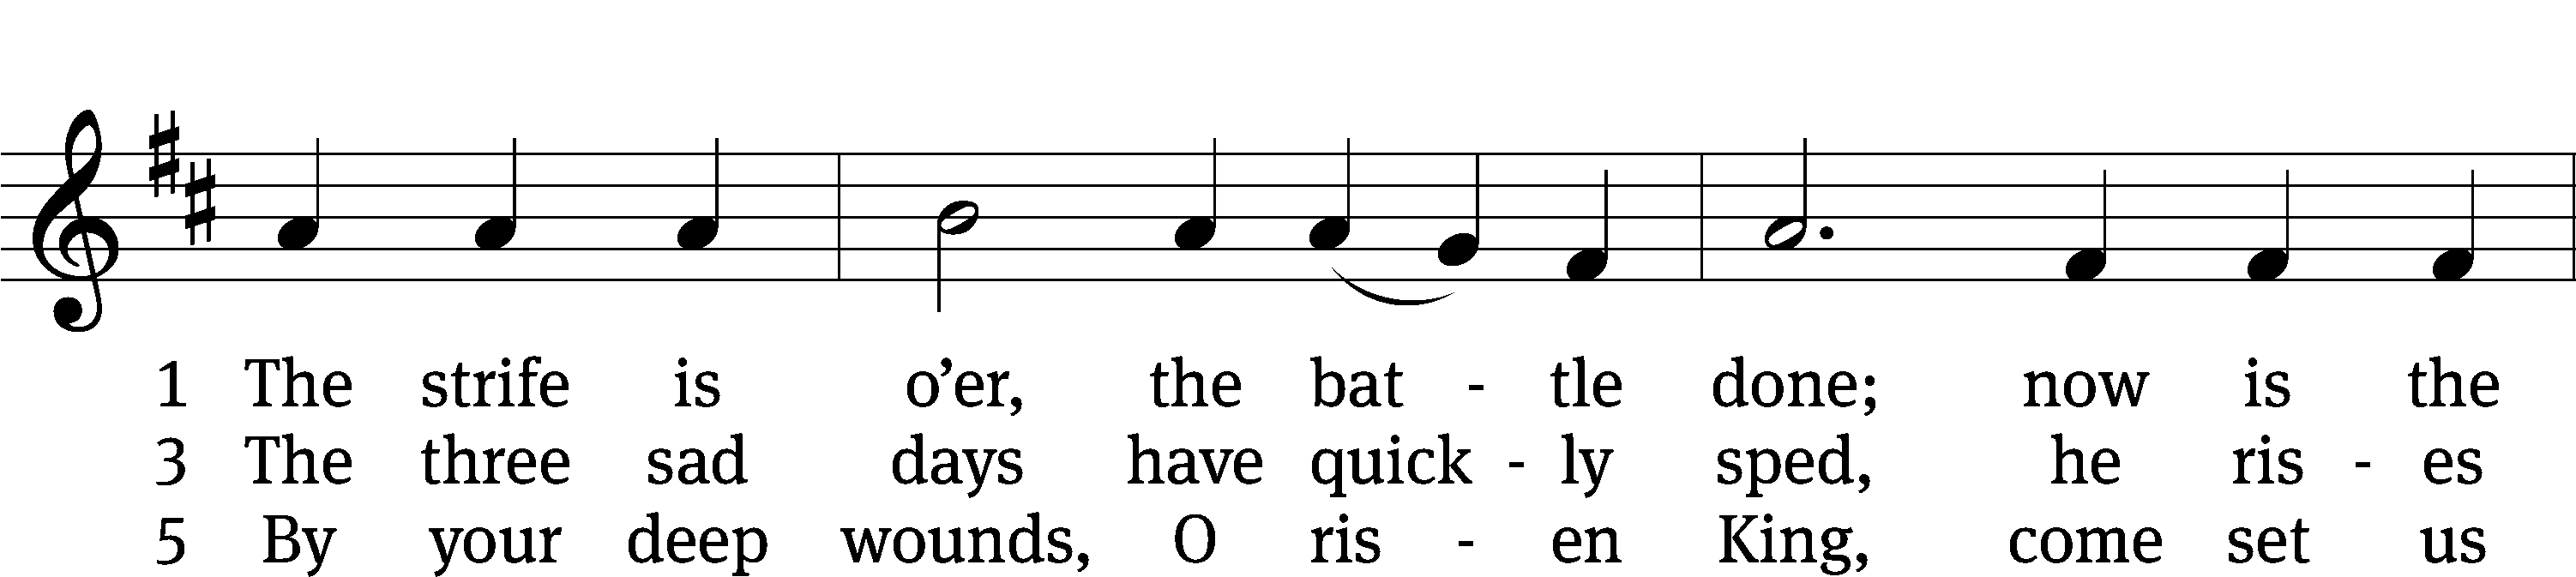 1 The strife is o’er, the bat - tle done; now is the
3 The three sad days have quick - ly sped, he ris - es
5 By your deep wounds, O ris - en King, come set us